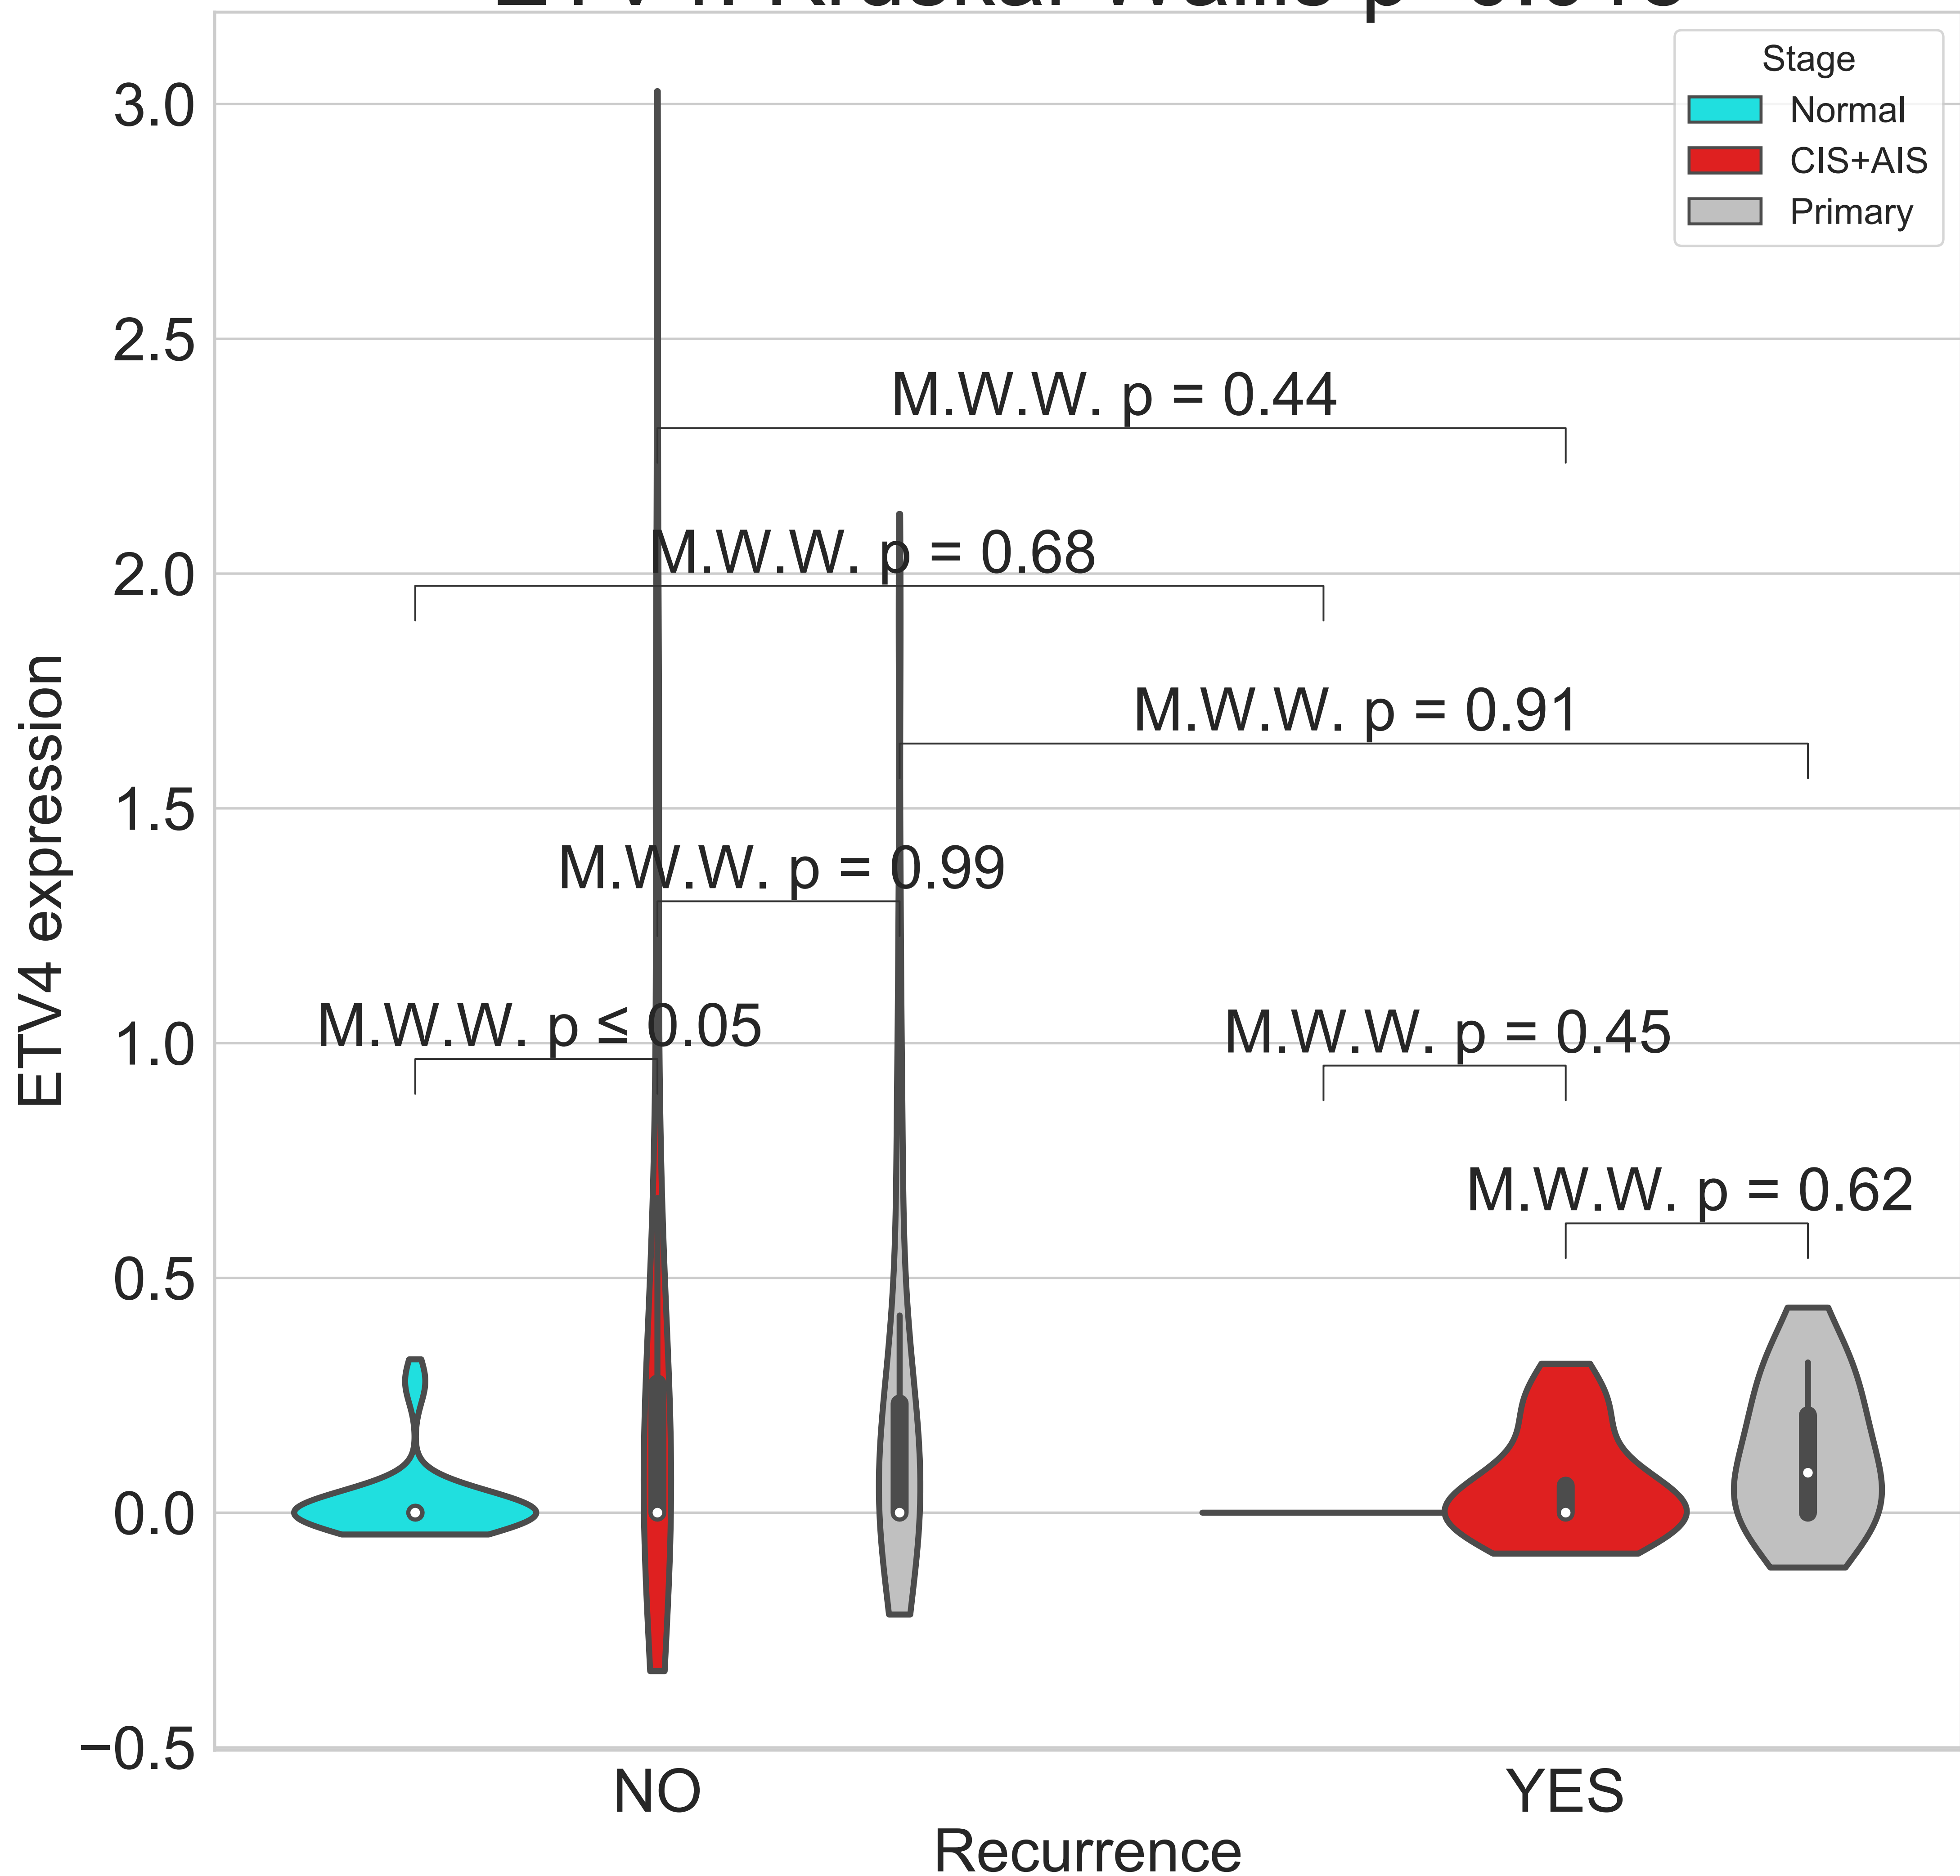 Stage
Normal
CIS+AIS
Primary
3.0
2.5
2.0
1.5
1.0
0.5
0.0
−0.5
ETV4 expression
M.W.W. p = 0.44
M.W.W. p = 0.68
M.W.W. p = 0.91
M.W.W. p = 0.99
M.W.W. p ≤ 0.05
M.W.W. p = 0.45
M.W.W. p = 0.62
NO
YES
Recurrence